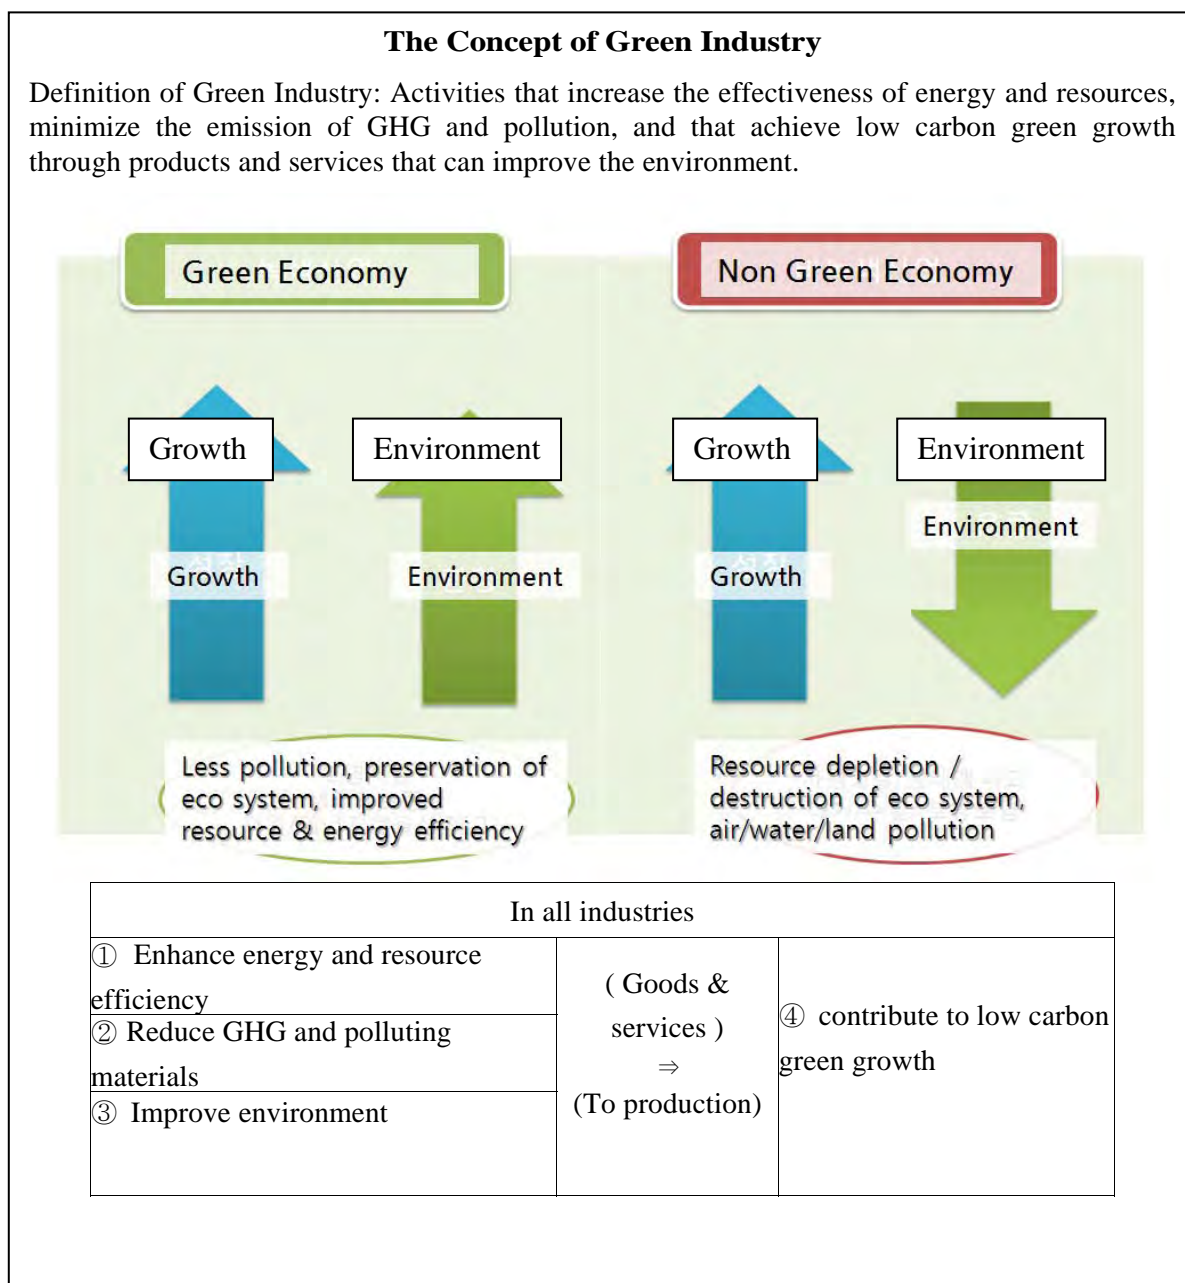 The Concept of Green Industry
Definition of Green Industry: Activities that increase the effectiveness of energy and resources,
minimize the emission of GHG and pollution, and that achieve low carbon green growth
through products and services that can improve the environment.
Green Economy
Non Green Economy
Growth
Environment
Growth
Environment
Growth
Environment
Growth
Environment
Less pollution, preservation of
eco system, improved
resource & energy efficiency
Resource depletion /
destruction of eco system,
air/water/land pollution
In all industries
① Enhance energy and resource
efficiency
② Reduce GHG and polluting
materials
③ Improve environment
( Goods &
services )
⇒
(To production)
④ contribute to low carbon
green growth